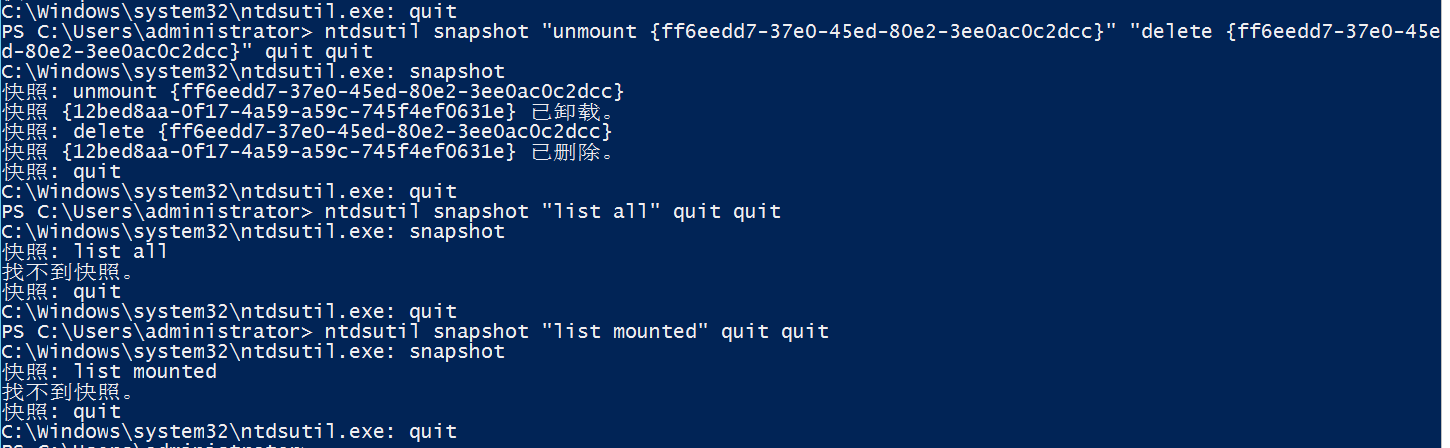 C:\Windows\system32\ntdsutil.exe: quit
PS C:\Users\administrator> ntdsutil snapshot "unmount {ff6eedd7-37e0-45ed-80e2-3ee0ac0c2dcc}" "delete {ff6eedd7-37e0-45e
d-80e2-3ee0ac0c2dcc}" quit quit
C:\Windows\system32\ntdsutil.exe: snapshot
快照: unmount {ff6eedd7-37e0-45ed-80e2-3ee0ac0c2dcc}
快照 {12bed8aa-0f17-4a59-a59c-745f4ef0631e} 已卸载。
快照: delete {ff6eedd7-37e0-45ed-80e2-3ee0ac0c2dcc}
快照 {12bed8aa-0f17-4a59-a59c-745f4ef0631e} 已删除。
快照: quit
C:\Windows\system32\ntdsutil.exe: quit
PS C:\Users\administrator> ntdsutil snapshot "list all" quit quit
C:\Windows\system32\ntdsutil.exe: snapshot
快照: list all
找不到快照。
快照: quit
C:\Windows\system32\ntdsutil.exe: quit
PS C:\Users\administrator> ntdsutil snapshot "list mounted" quit quit
C:\Windows\system32\ntdsutil.exe: snapshot
快照: list mounted
找不到快照。
快照: quit
C:\Windows\system32\ntdsutil.exe: quit